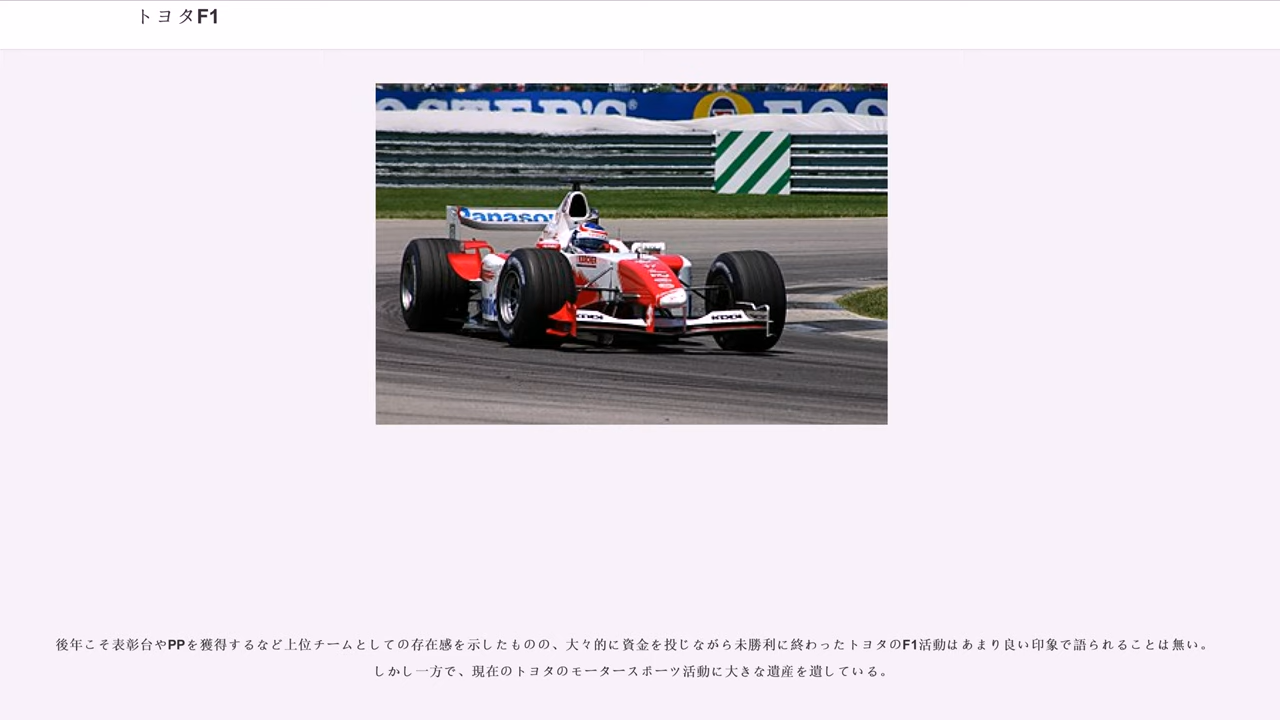 トヨタF1
FOSTER'S®
FOS
Panaso
KDDI
KDDI
後年こそ表彰台やPPを獲得するなど上位チームとしての存在感を示したものの、大々的に資金を投じながら未勝利に終わったトヨタのF1活動はあまり良い印象で語られることは無い。
しかし一方で、現在のトヨタのモータースポーツ活動に大きな遺産を遺している。